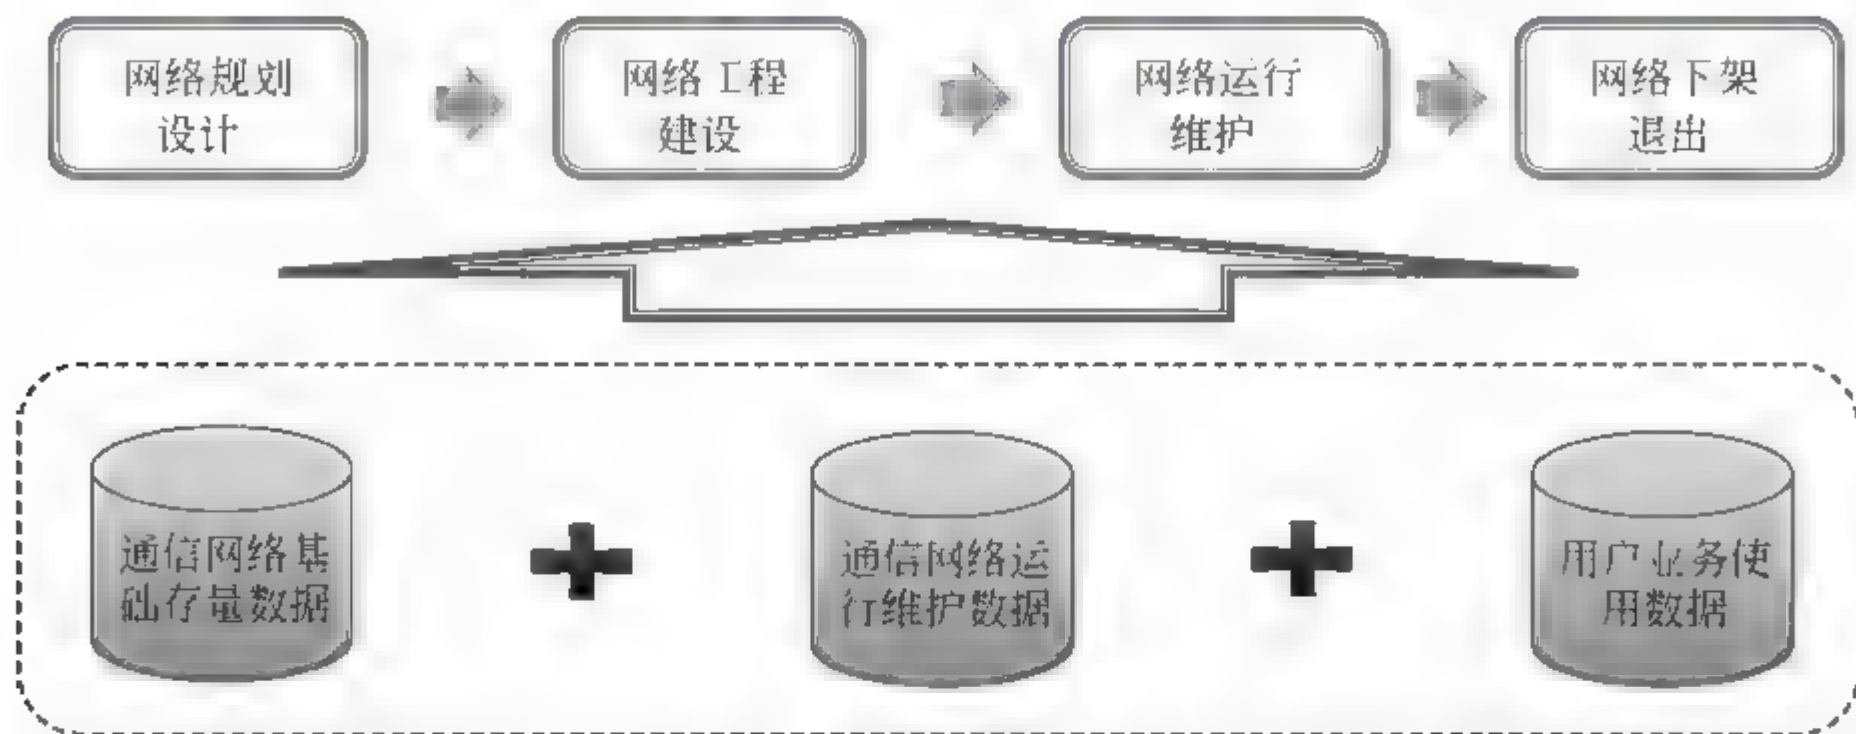 网络规划
设计
网络工程
建设
网络运行
维护
网络下架
退出
通信网络基
础存量数据
通信网络运
行维护数据
用户业务使
用数据